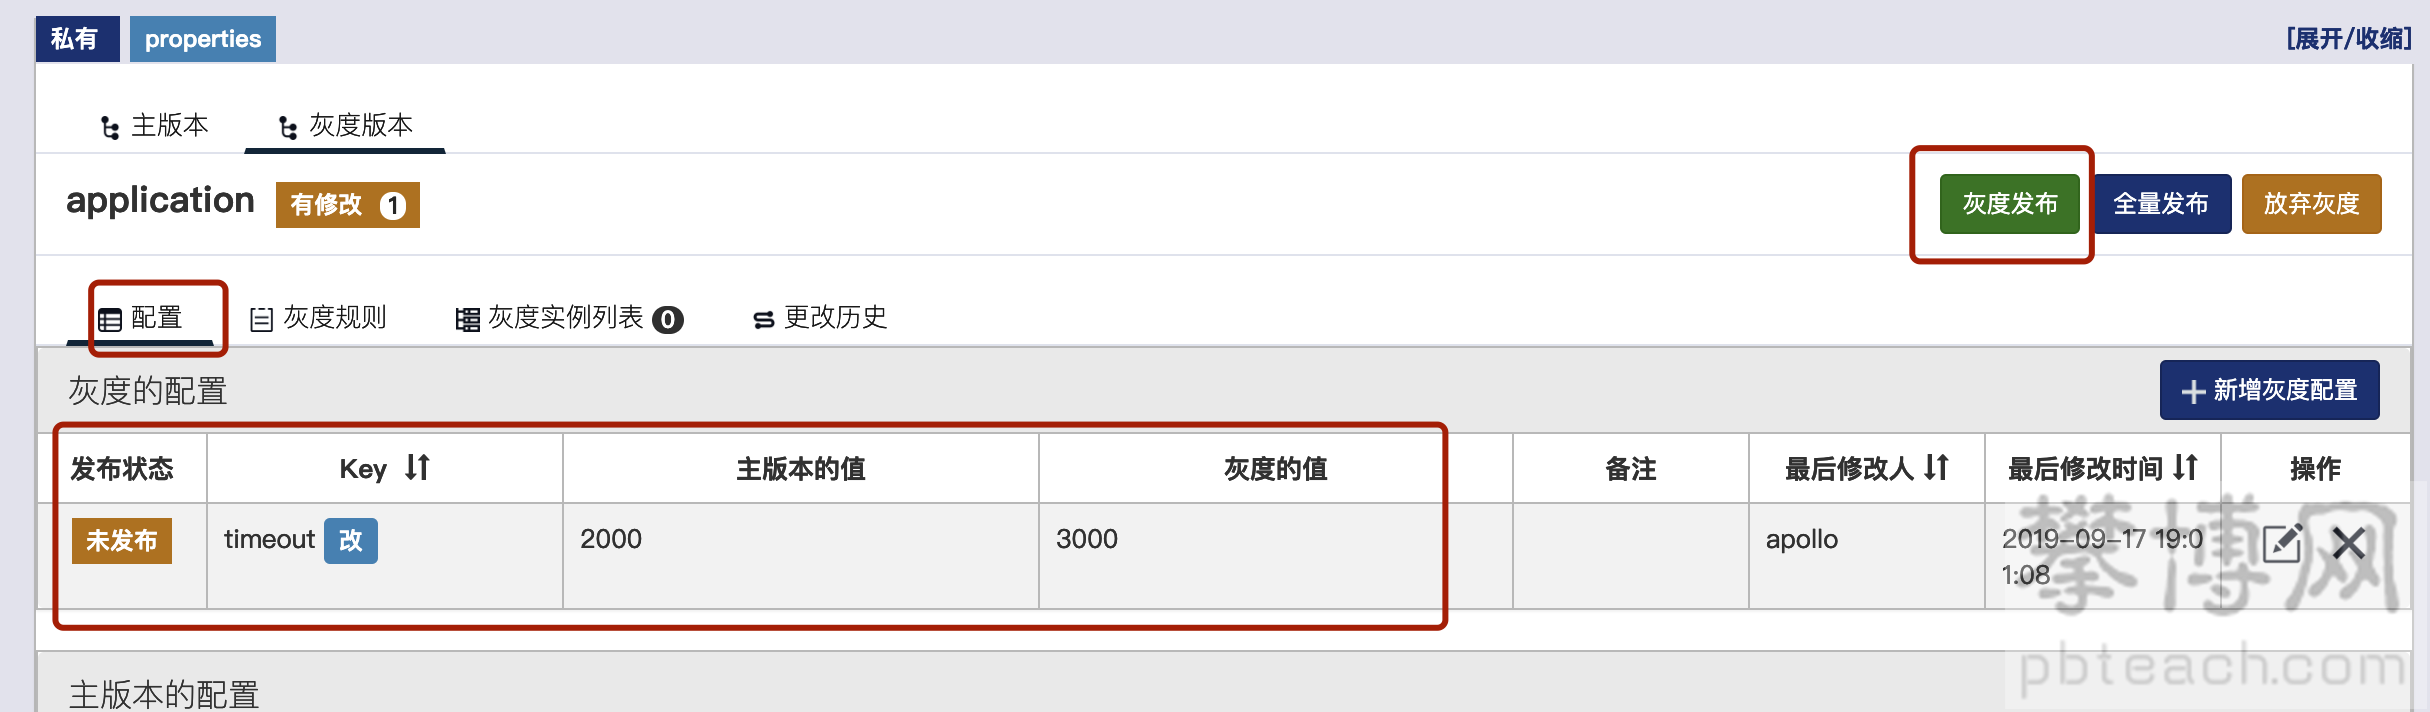 私有 properties [展开/收缩]
主版本 灰度版本
application 有修改 1 灰度发布 全量发布 放弃灰度
配置 灰度规则 灰度实例列表 0 更改历史
灰度的配置 +新增灰度配置
发布状态 Key 主版本的值 灰度的值 备注 最后修改人 最后修改时间 操作
未发布 timeout 改 2000 3000 apollo 2019-09-17 19:0
1:08
攀博网
pbteach.com
主版本的配置